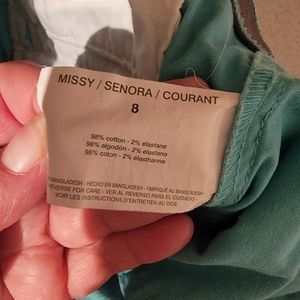 MISSY / SENORA / COURANT
8
98% cotton - 2% elastane
98% algodón - 2% elastano
98% coton - 2% élasthanne
BANGLADESH - HECHO EN BANGLADESH - FABRIQUÉ AU BANGLADESH
REVERSE FOR CARE - AL REVERSO PARA EL CUIDADO -
VOIR LES INSTRUCTIONS D'ENTRETIEN AU DOS